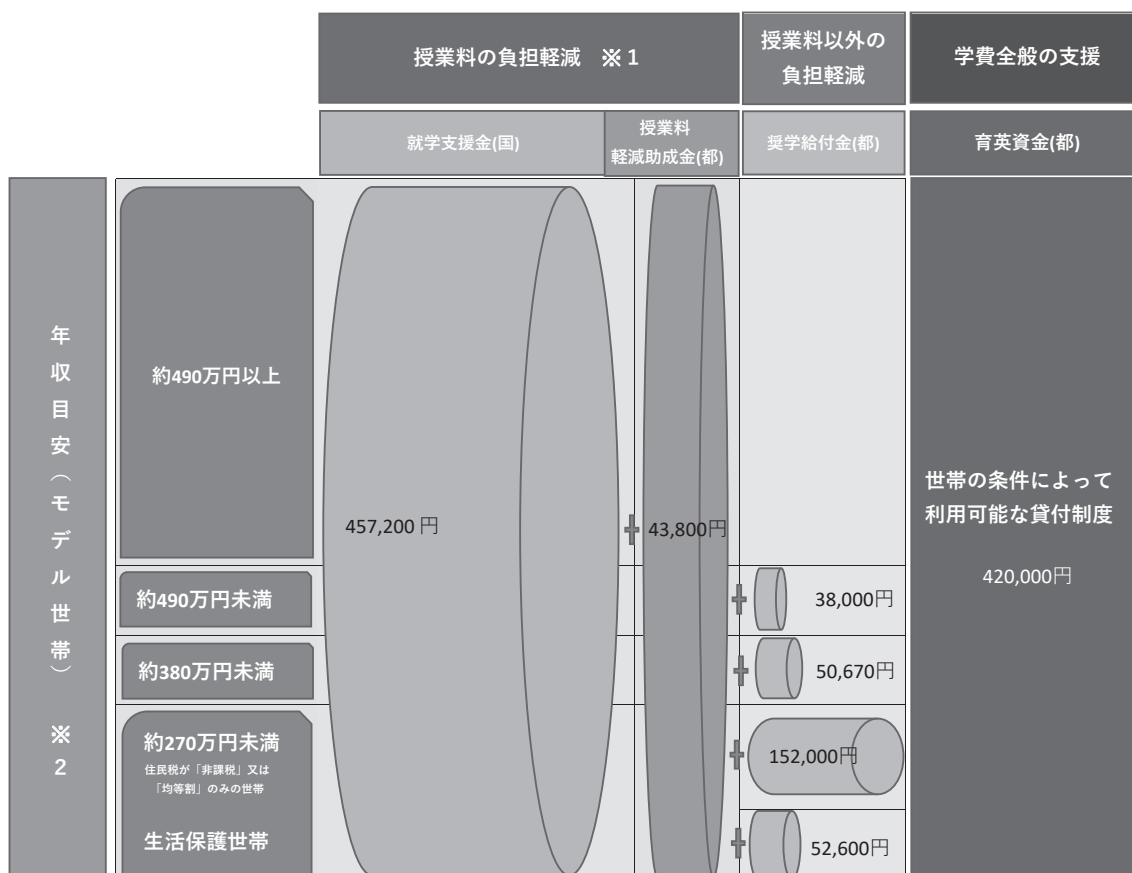 授業料の負担軽減　※１
授業料以外の
負担軽減
学費全般の支援
就学支援金(国)
授業料
軽減助成金(都)
奨学給付金(都)
育英資金(都)
年収目安（モデル世帯）　※2
約490万円以上
457,200 円
43,800円
世帯の条件によって
利用可能な貸付制度
420,000円
約490万円未満
38,000円
約380万円未満
50,670円
約270万円未満
住民税が「非課税」又は
「均等割」のみの世帯
152,000円
生活保護世帯
52,600円